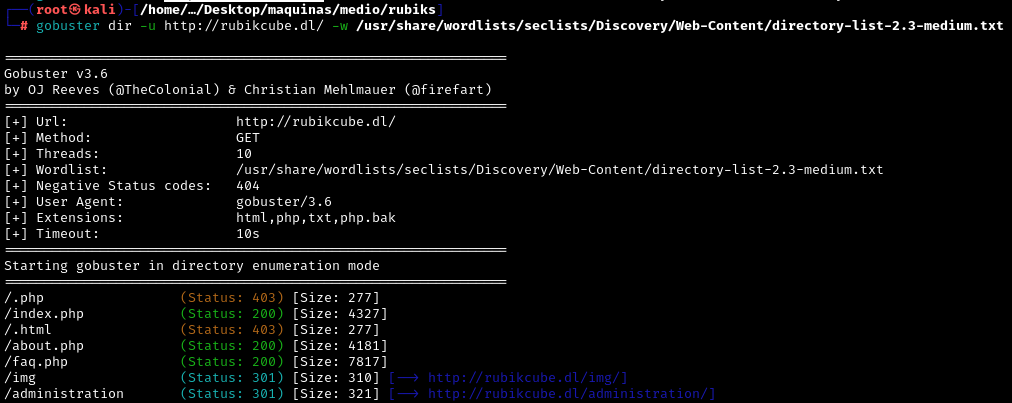 (root㉿kali)-[/home/…/Desktop/maquinas/medio/rubiks]
# gobuster dir -u http://rubikcube.dl/ -w /usr/share/wordlists/seclists/Discovery/Web-Content/directory-list-2.3-medium.txt
===============================================================
Gobuster v3.6
by OJ Reeves (@TheColonial) & Christian Mehlmauer (@firefart)
===============================================================
[+] Url: http://rubikcube.dl/
[+] Method: GET
[+] Threads: 10
[+] Wordlist: /usr/share/wordlists/seclists/Discovery/Web-Content/directory-list-2.3-medium.txt
[+] Negative Status codes: 404
[+] User Agent: gobuster/3.6
[+] Extensions: html,php,txt,php.bak
[+] Timeout: 10s
===============================================================
Starting gobuster in directory enumeration mode
===============================================================
/.php (Status: 403) [Size: 277]
/index.php (Status: 200) [Size: 4327]
/.html (Status: 403) [Size: 277]
/about.php (Status: 200) [Size: 4181]
/faq.php (Status: 200) [Size: 7817]
/img (Status: 301) [Size: 310] [--> http://rubikcube.dl/img/]
/administration (Status: 301) [Size: 321] [--> http://rubikcube.dl/administration/]